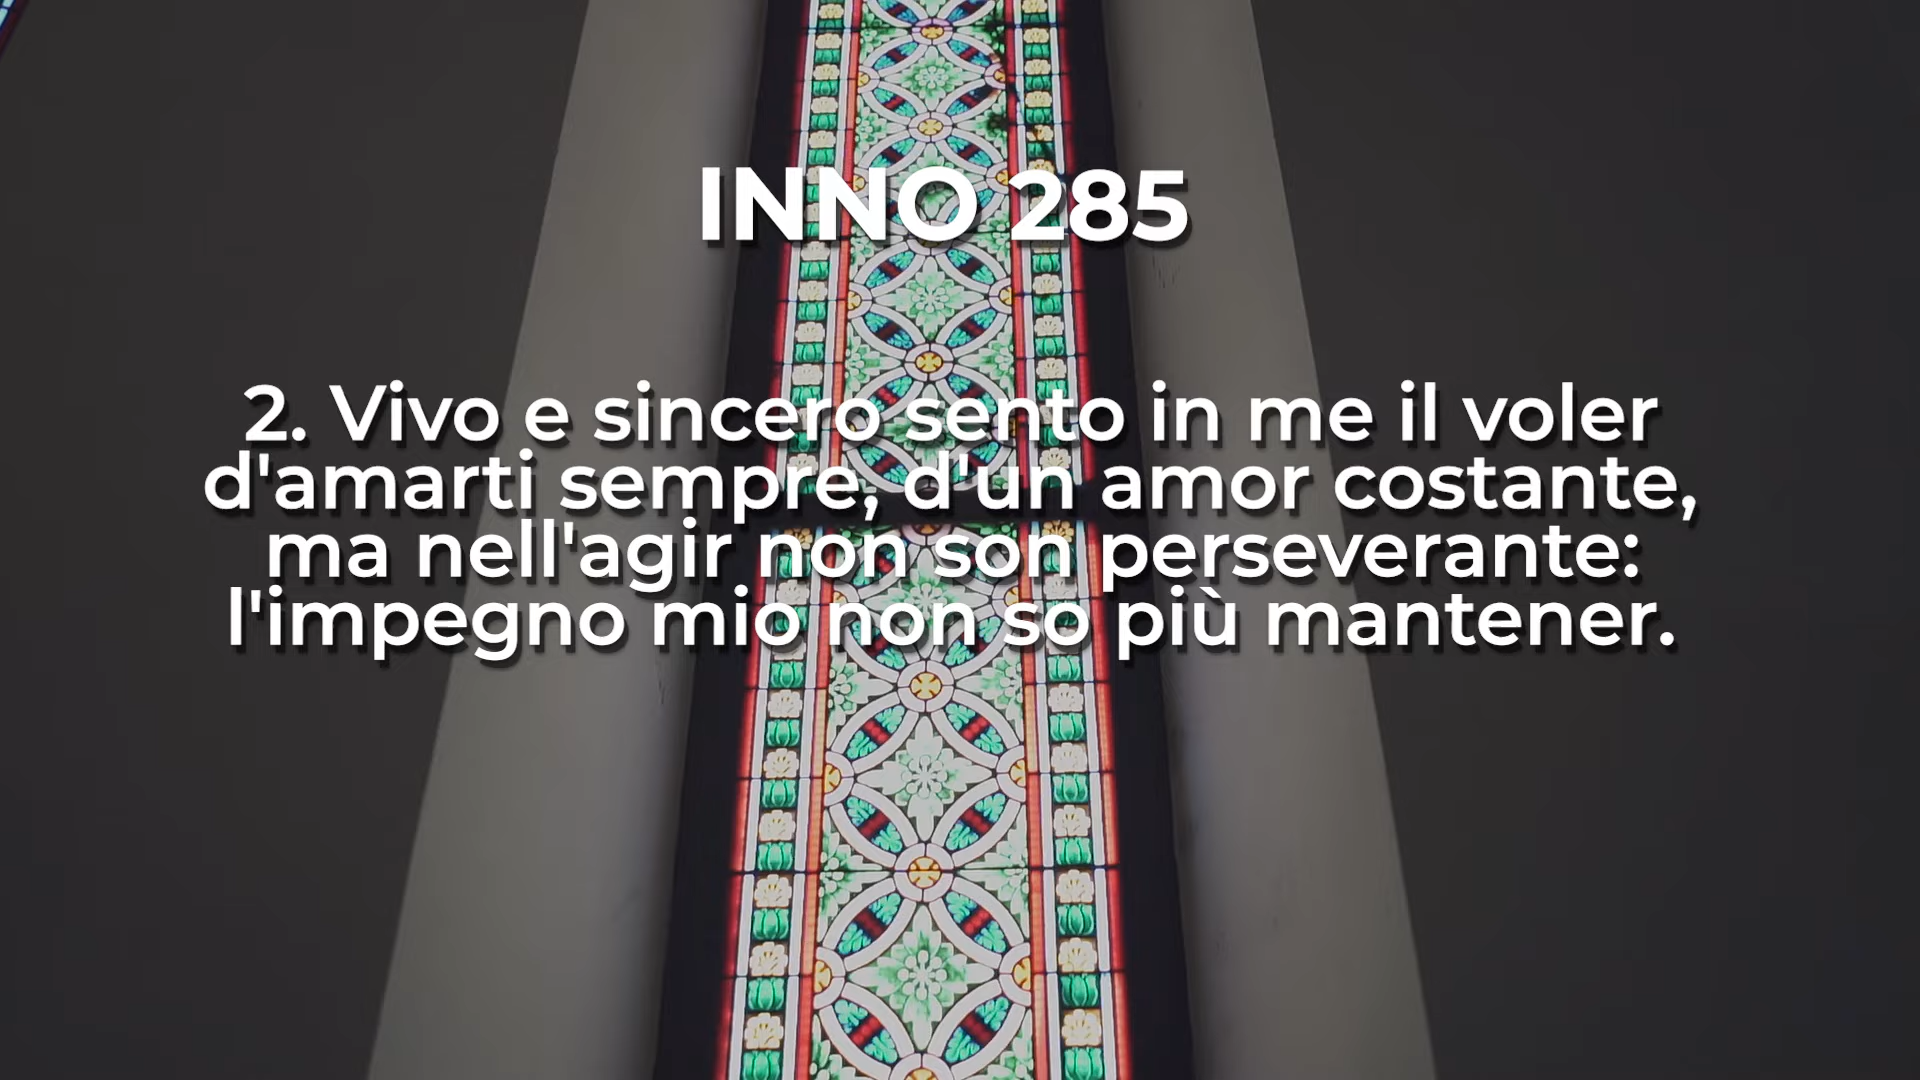 INNO 285
2. Vivo e sincero sento in me il voler
d'amarti sempre, d'un amor costante,
ma nell'agir non son perseverante:
l'impegno mio non so più mantener.